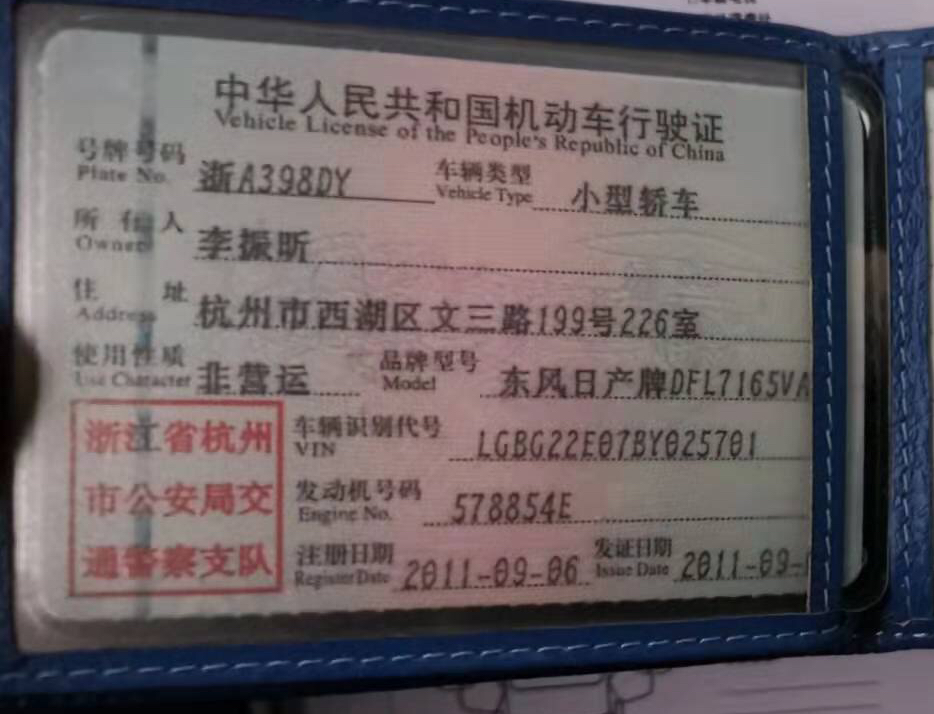 中华人民共和国机动车行驶证
Vehicle License of the People's Republic of China
号牌号码 浙A398DY 车辆类型 小型轿车
Plate No. Vehicle Type
所有人 李振昕
Owner
住址 杭州市西湖区文三路199号226室
Address
使用性质 非营运 品牌型号 东风日产牌DFL7165VA
Use Character Model
浙江省杭州 车辆识别代号 LGBG22E07BY025701
VIN
市公安局交 发动机号码 578854E
Engine No.
通警察支队 注册日期 2011-09-06 发证日期 2011-09-
Register Date Issue Date